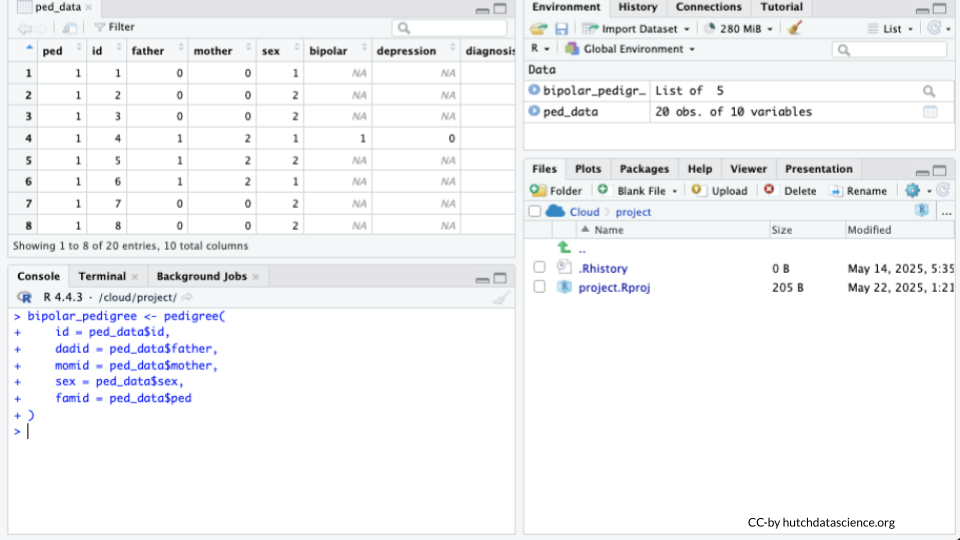 ped_data
Filter
ped id father mother sex bipolar depression diagnosis
1 1 1 0 0 1 NA NA
2 1 2 0 0 2 NA NA
3 1 3 0 0 2 NA NA
4 1 4 1 2 1 1 0
5 1 5 1 2 2 NA NA
6 1 6 1 2 1 NA NA
7 1 7 0 0 2 NA NA
8 1 8 0 0 2 NA NA
Showing 1 to 8 of 20 entries, 10 total columns
Console Terminal Background Jobs
R R 4.4.3 · /cloud/project/
> bipolar_pedigree <- pedigree(
+ id = ped_data$id,
+ dadid = ped_data$father,
+ momid = ped_data$mother,
+ sex = ped_data$sex,
+ famid = ped_data$ped
+ )
>
Environment History Connections Tutorial
Import Dataset 280 MiB List
R Global Environment
Data
bipolar_pedigr… List of 5
ped_data 20 obs. of 10 variables
Files Plots Packages Help Viewer Presentation
Folder Blank File Upload Delete Rename
Cloud project ...
Name Size Modified
..
.Rhistory 0 B May 14, 2025, 5:35
project.Rproj 205 B May 22, 2025, 1:21
CC-by hutchdatascience.org